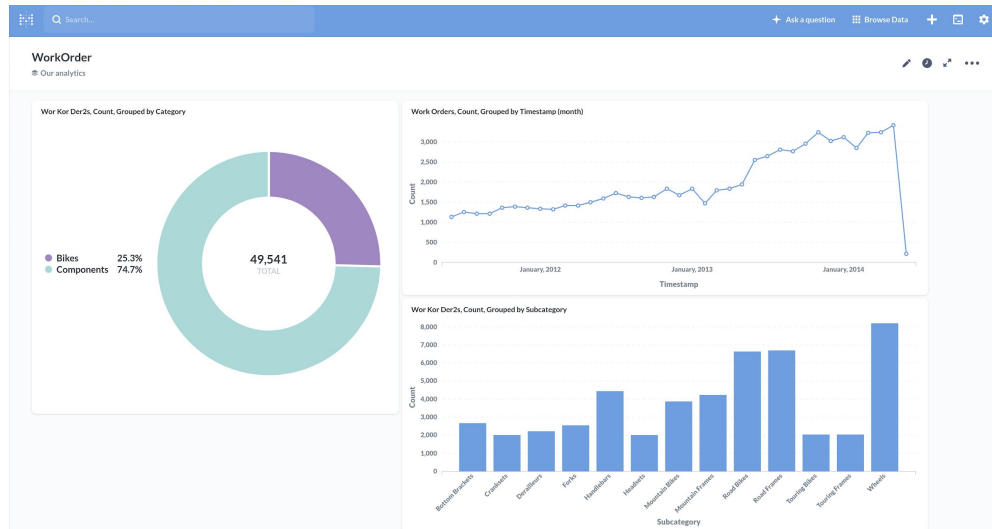 Search...
Ask a question
Browse Data
WorkOrder
Our analytics
Wor Kor Der2s, Count, Grouped by Category
Bikes 25.3%
Components 74.7%
49,541
TOTAL
Work Orders, Count, Grouped by Timestamp (month)
Count
3,000
2,500
2,000
1,500
1,000
500
0
January, 2012
January, 2013
January, 2014
Timestamp
Wor Kor Der2s, Count, Grouped by Subcategory
Count
8,000
7,000
6,000
5,000
4,000
3,000
2,000
1,000
0
Bottom Brackets
Cranksets
Derailleurs
Forks
Handlebars
Headsets
Mountain Bikes
Mountain Frames
Road Bikes
Road Frames
Touring Bikes
Touring Frames
Wheels
Subcategory